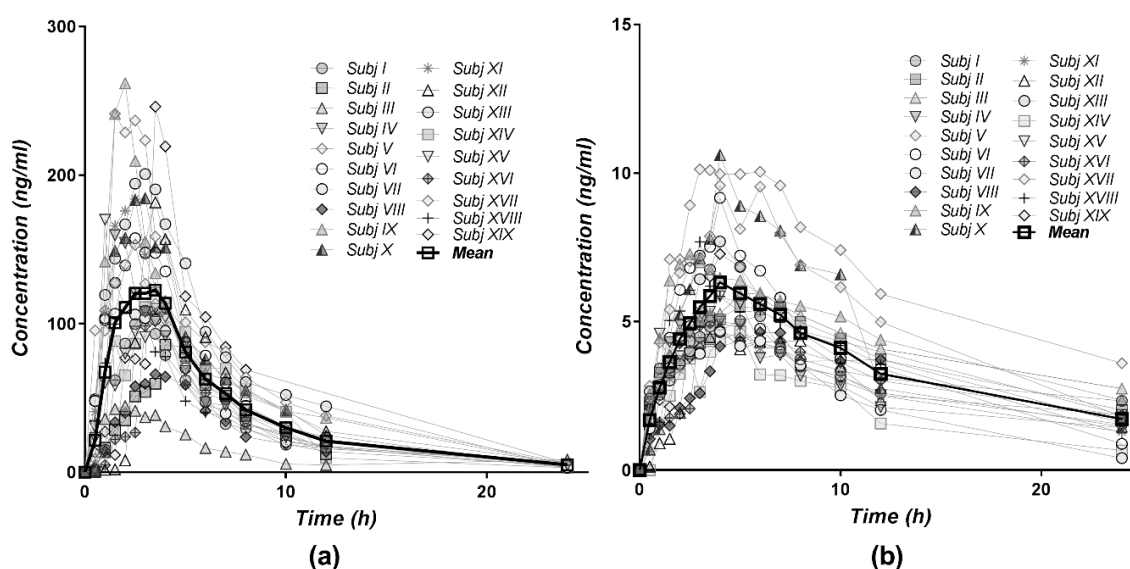 (a)
300
200
100
0
Concentration (ng/ml)
0
10
20
Time (h)
Subj I
Subj II
Subj III
Subj IV
Subj V
Subj VI
Subj VII
Subj VIII
Subj IX
Subj X
Subj XI
Subj XII
Subj XIII
Subj XIV
Subj XV
Subj XVI
Subj XVII
Subj XVIII
Subj XIX
Mean
(a)
(b)
15
10
5
0
Concentration (ng/ml)
0
10
20
Time (h)
Subj I
Subj II
Subj III
Subj IV
Subj V
Subj VI
Subj VII
Subj VIII
Subj IX
Subj X
Subj XI
Subj XII
Subj XIII
Subj XIV
Subj XV
Subj XVI
Subj XVII
Subj XVIII
Subj XIX
Mean
(b)